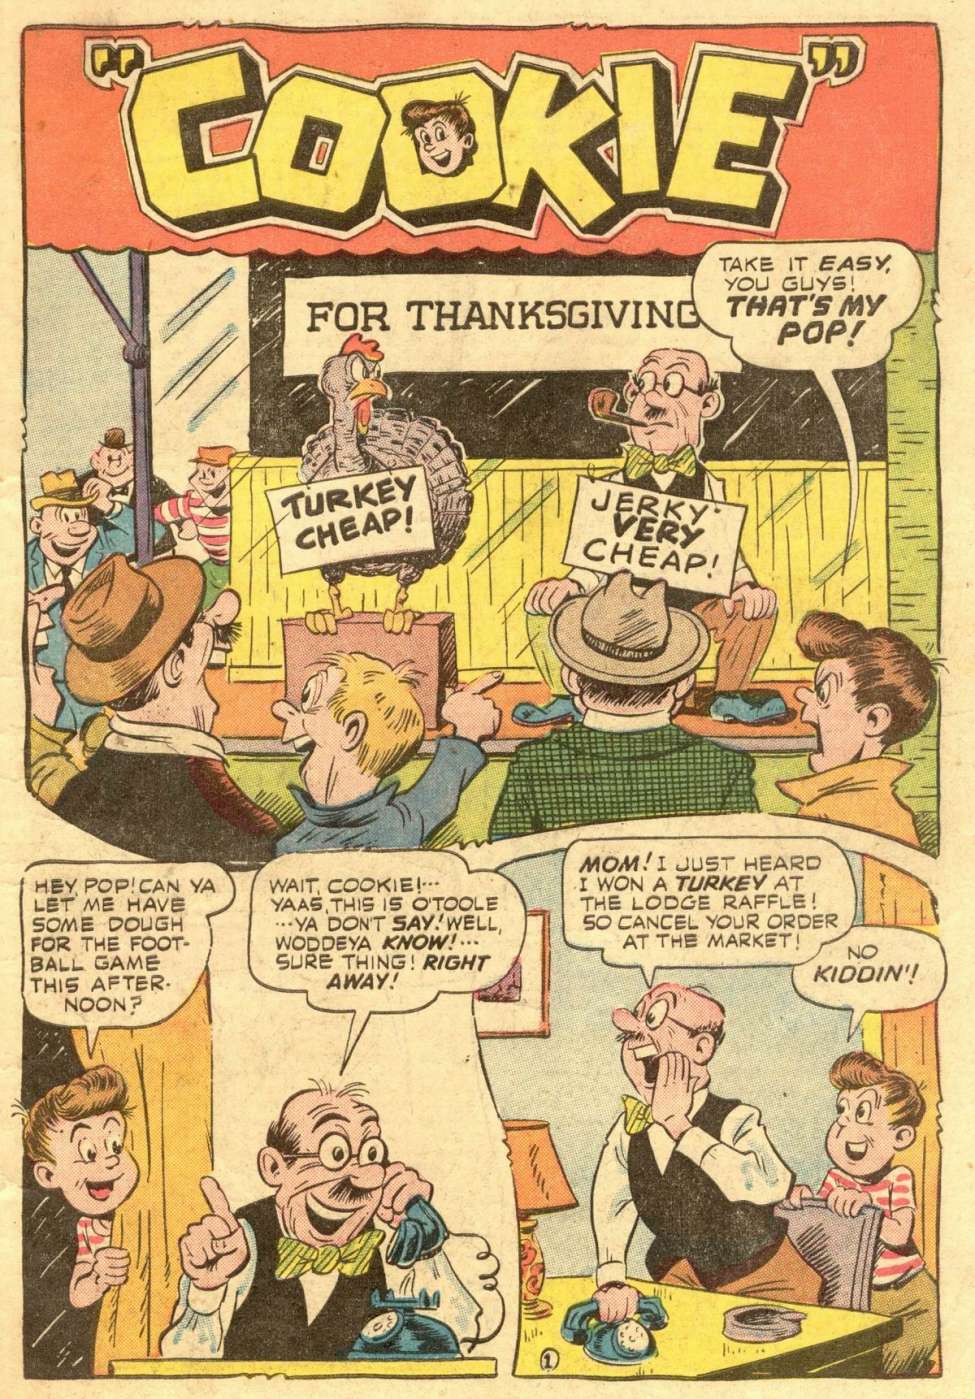 "COOKIE"
TAKE IT EASY,
YOU GUYS!
THAT'S MY
POP!
FOR THANKSGIVING
TURKEY
CHEAP!
JERKY-
VERY
CHEAP!
HEY, POP! CAN YA
LET ME HAVE
SOME DOUGH
FOR THE FOOT-
BALL GAME
THIS AFTER-
NOON?
WAIT, COOKIE!...
YAAS, THIS IS O'TOOLE
...YA DON'T SAY! WELL,
WODDEYA KNOW!...
SURE THING! RIGHT
AWAY!
MOM! I JUST HEARD
I WON A TURKEY AT
THE LODGE RAFFLE!
SO CANCEL YOUR ORDER
AT THE MARKET!
NO
KIDDIN'!
1